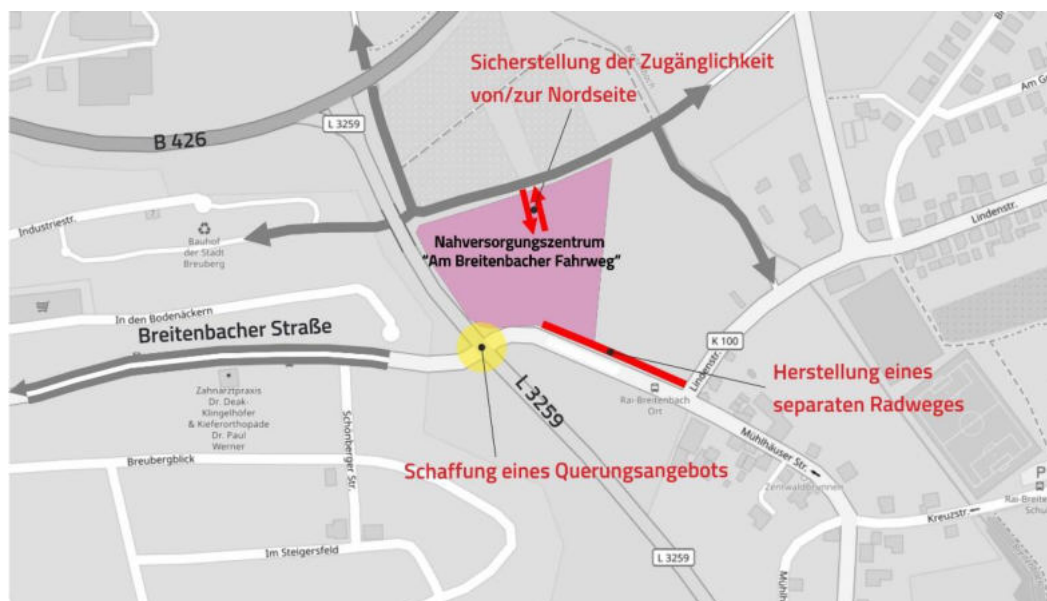 Sicherstellung der Zugänglichkeit
von/zur Nordseite
L 3259
B 426
Industriestr.
Bauhof
der Stadt
Breuberg
Nahversorgungszentrum
"Am Breitenbacher Fahrweg"
Lindenstr.
In den Bodenäckern
Breitenbacher Straße
K 100
Lindenstr.
Herstellung eines
separaten Radweges
Rai-Breitenbach
Ort
Zahnarztpraxis
Dr. Deak-
Klingelhöfer
& Kieferorthopäde
Dr. Paul
Werner
Schönberger Str.
L 3259
Mühlhäuser Str.
Breubergblick
Schaffung eines Querungsangebots
Zentwaldbrunnen
P
Kreuzstr.
Im Steigersfeld
L 3259